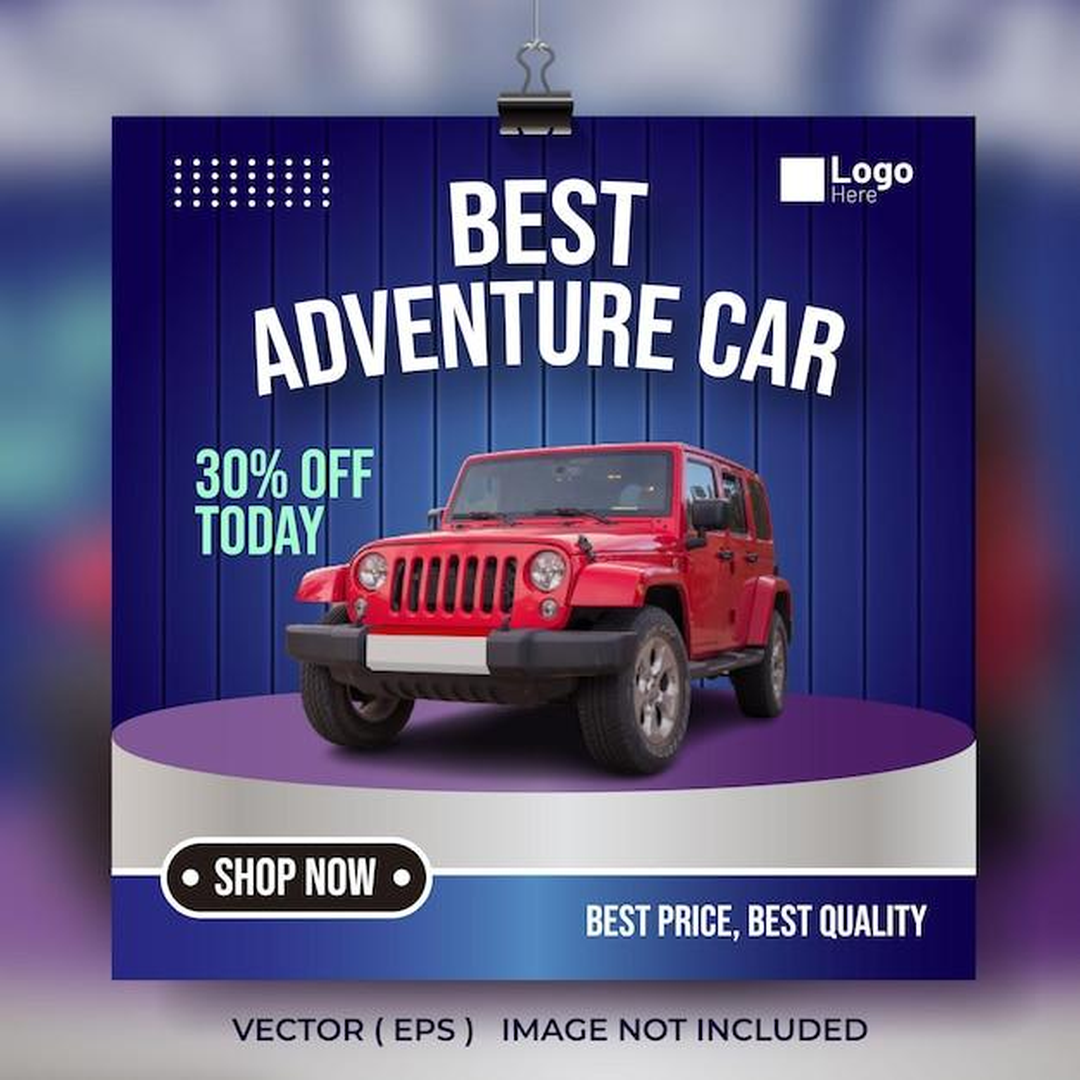 Logo
Here
BEST
ADVENTURE CAR
30% OFF
TODAY
SHOP NOW
BEST PRICE, BEST QUALITY
VECTOR ( EPS ) IMAGE NOT INCLUDED